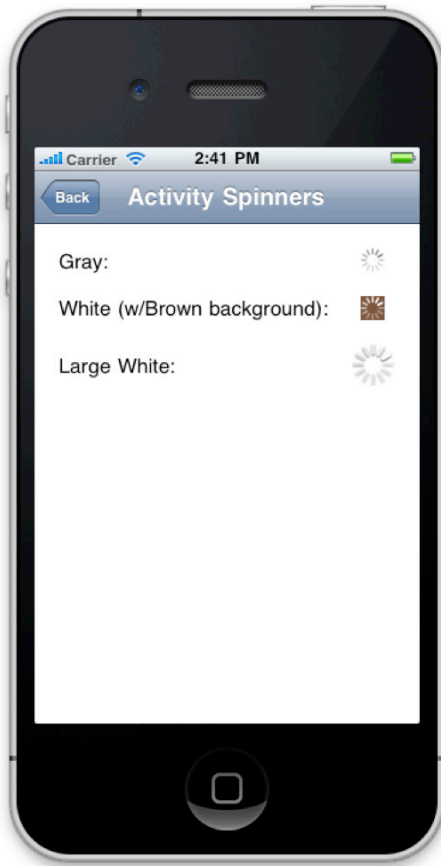 Carrier 2:41 PM
Back Activity Spinners
Gray:
White (w/Brown background):
Large White: